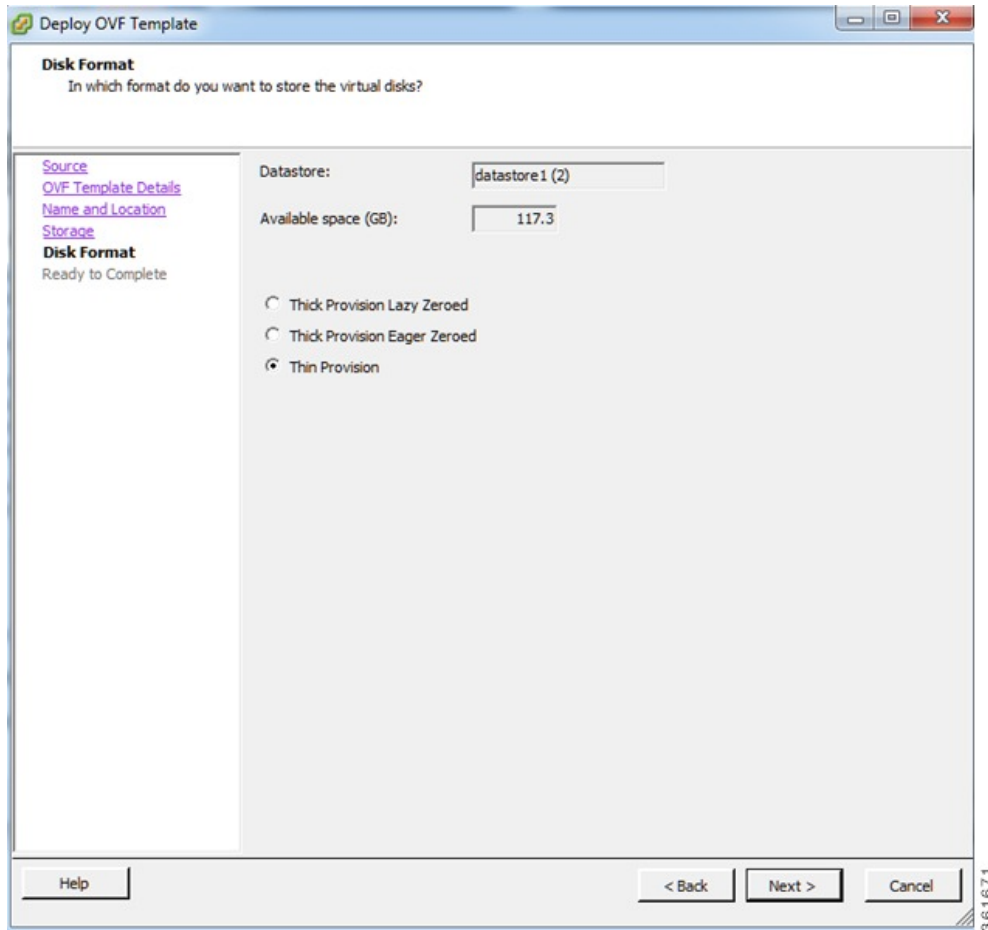 Deploy OVF Template
Disk Format
In which format do you want to store the virtual disks?
Source
OVF Template Details
Name and Location
Storage
Disk Format
Ready to Complete
Datastore:
datastore1 (2)
Available space (GB):
117.3
Thick Provision Lazy Zeroed
Thick Provision Eager Zeroed
Thin Provision
Help
< Back
Next >
Cancel
361671